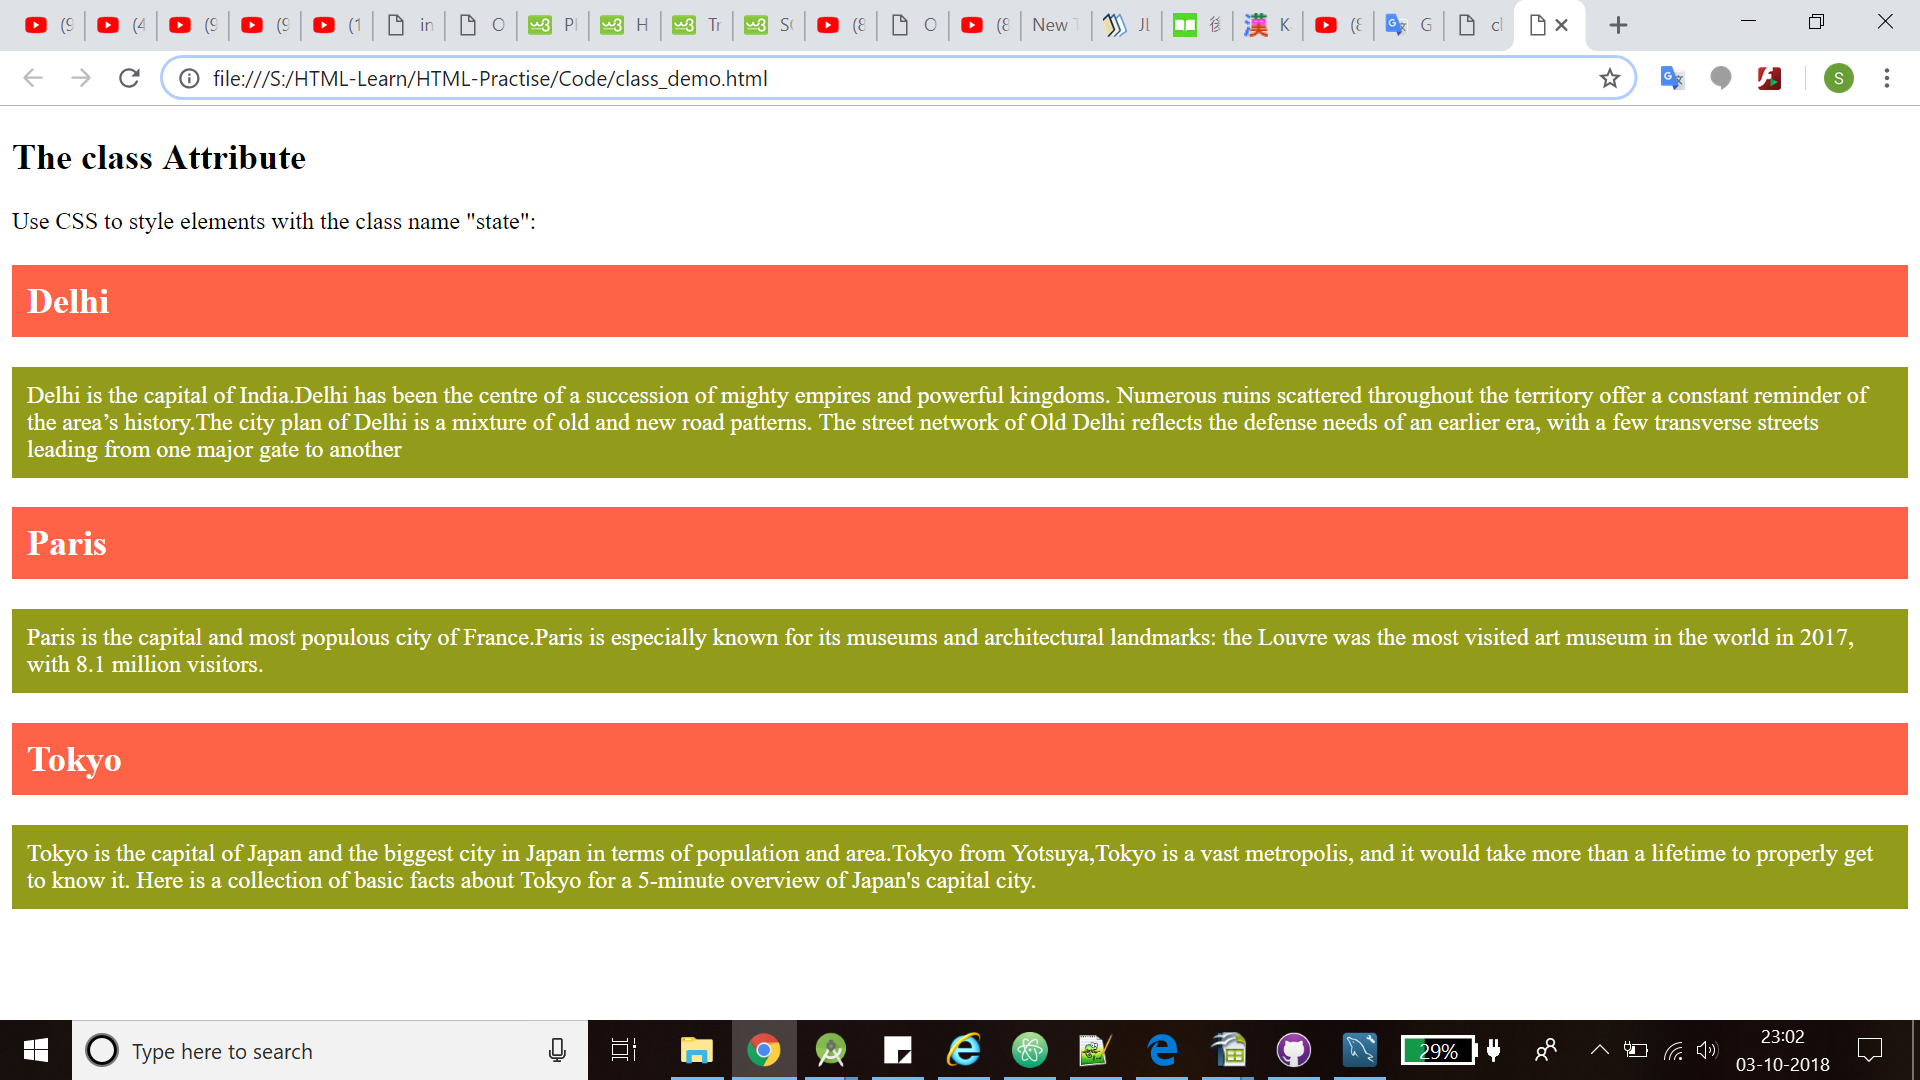 (9 (4 (9 (9 (1 in O Pl H Tr SC (8 O (8 New T JL 彳 K (8 G cl
file:///S:/HTML-Learn/HTML-Practise/Code/class_demo.html
S
The class Attribute
Use CSS to style elements with the class name "state":
Delhi
Delhi is the capital of India.Delhi has been the centre of a succession of mighty empires and powerful kingdoms. Numerous ruins scattered throughout the territory offer a constant reminder of
the area’s history.The city plan of Delhi is a mixture of old and new road patterns. The street network of Old Delhi reflects the defense needs of an earlier era, with a few transverse streets
leading from one major gate to another
Paris
Paris is the capital and most populous city of France.Paris is especially known for its museums and architectural landmarks: the Louvre was the most visited art museum in the world in 2017,
with 8.1 million visitors.
Tokyo
Tokyo is the capital of Japan and the biggest city in Japan in terms of population and area.Tokyo from Yotsuya,Tokyo is a vast metropolis, and it would take more than a lifetime to properly get
to know it. Here is a collection of basic facts about Tokyo for a 5-minute overview of Japan's capital city.
Type here to search
29%
23:02
03-10-2018